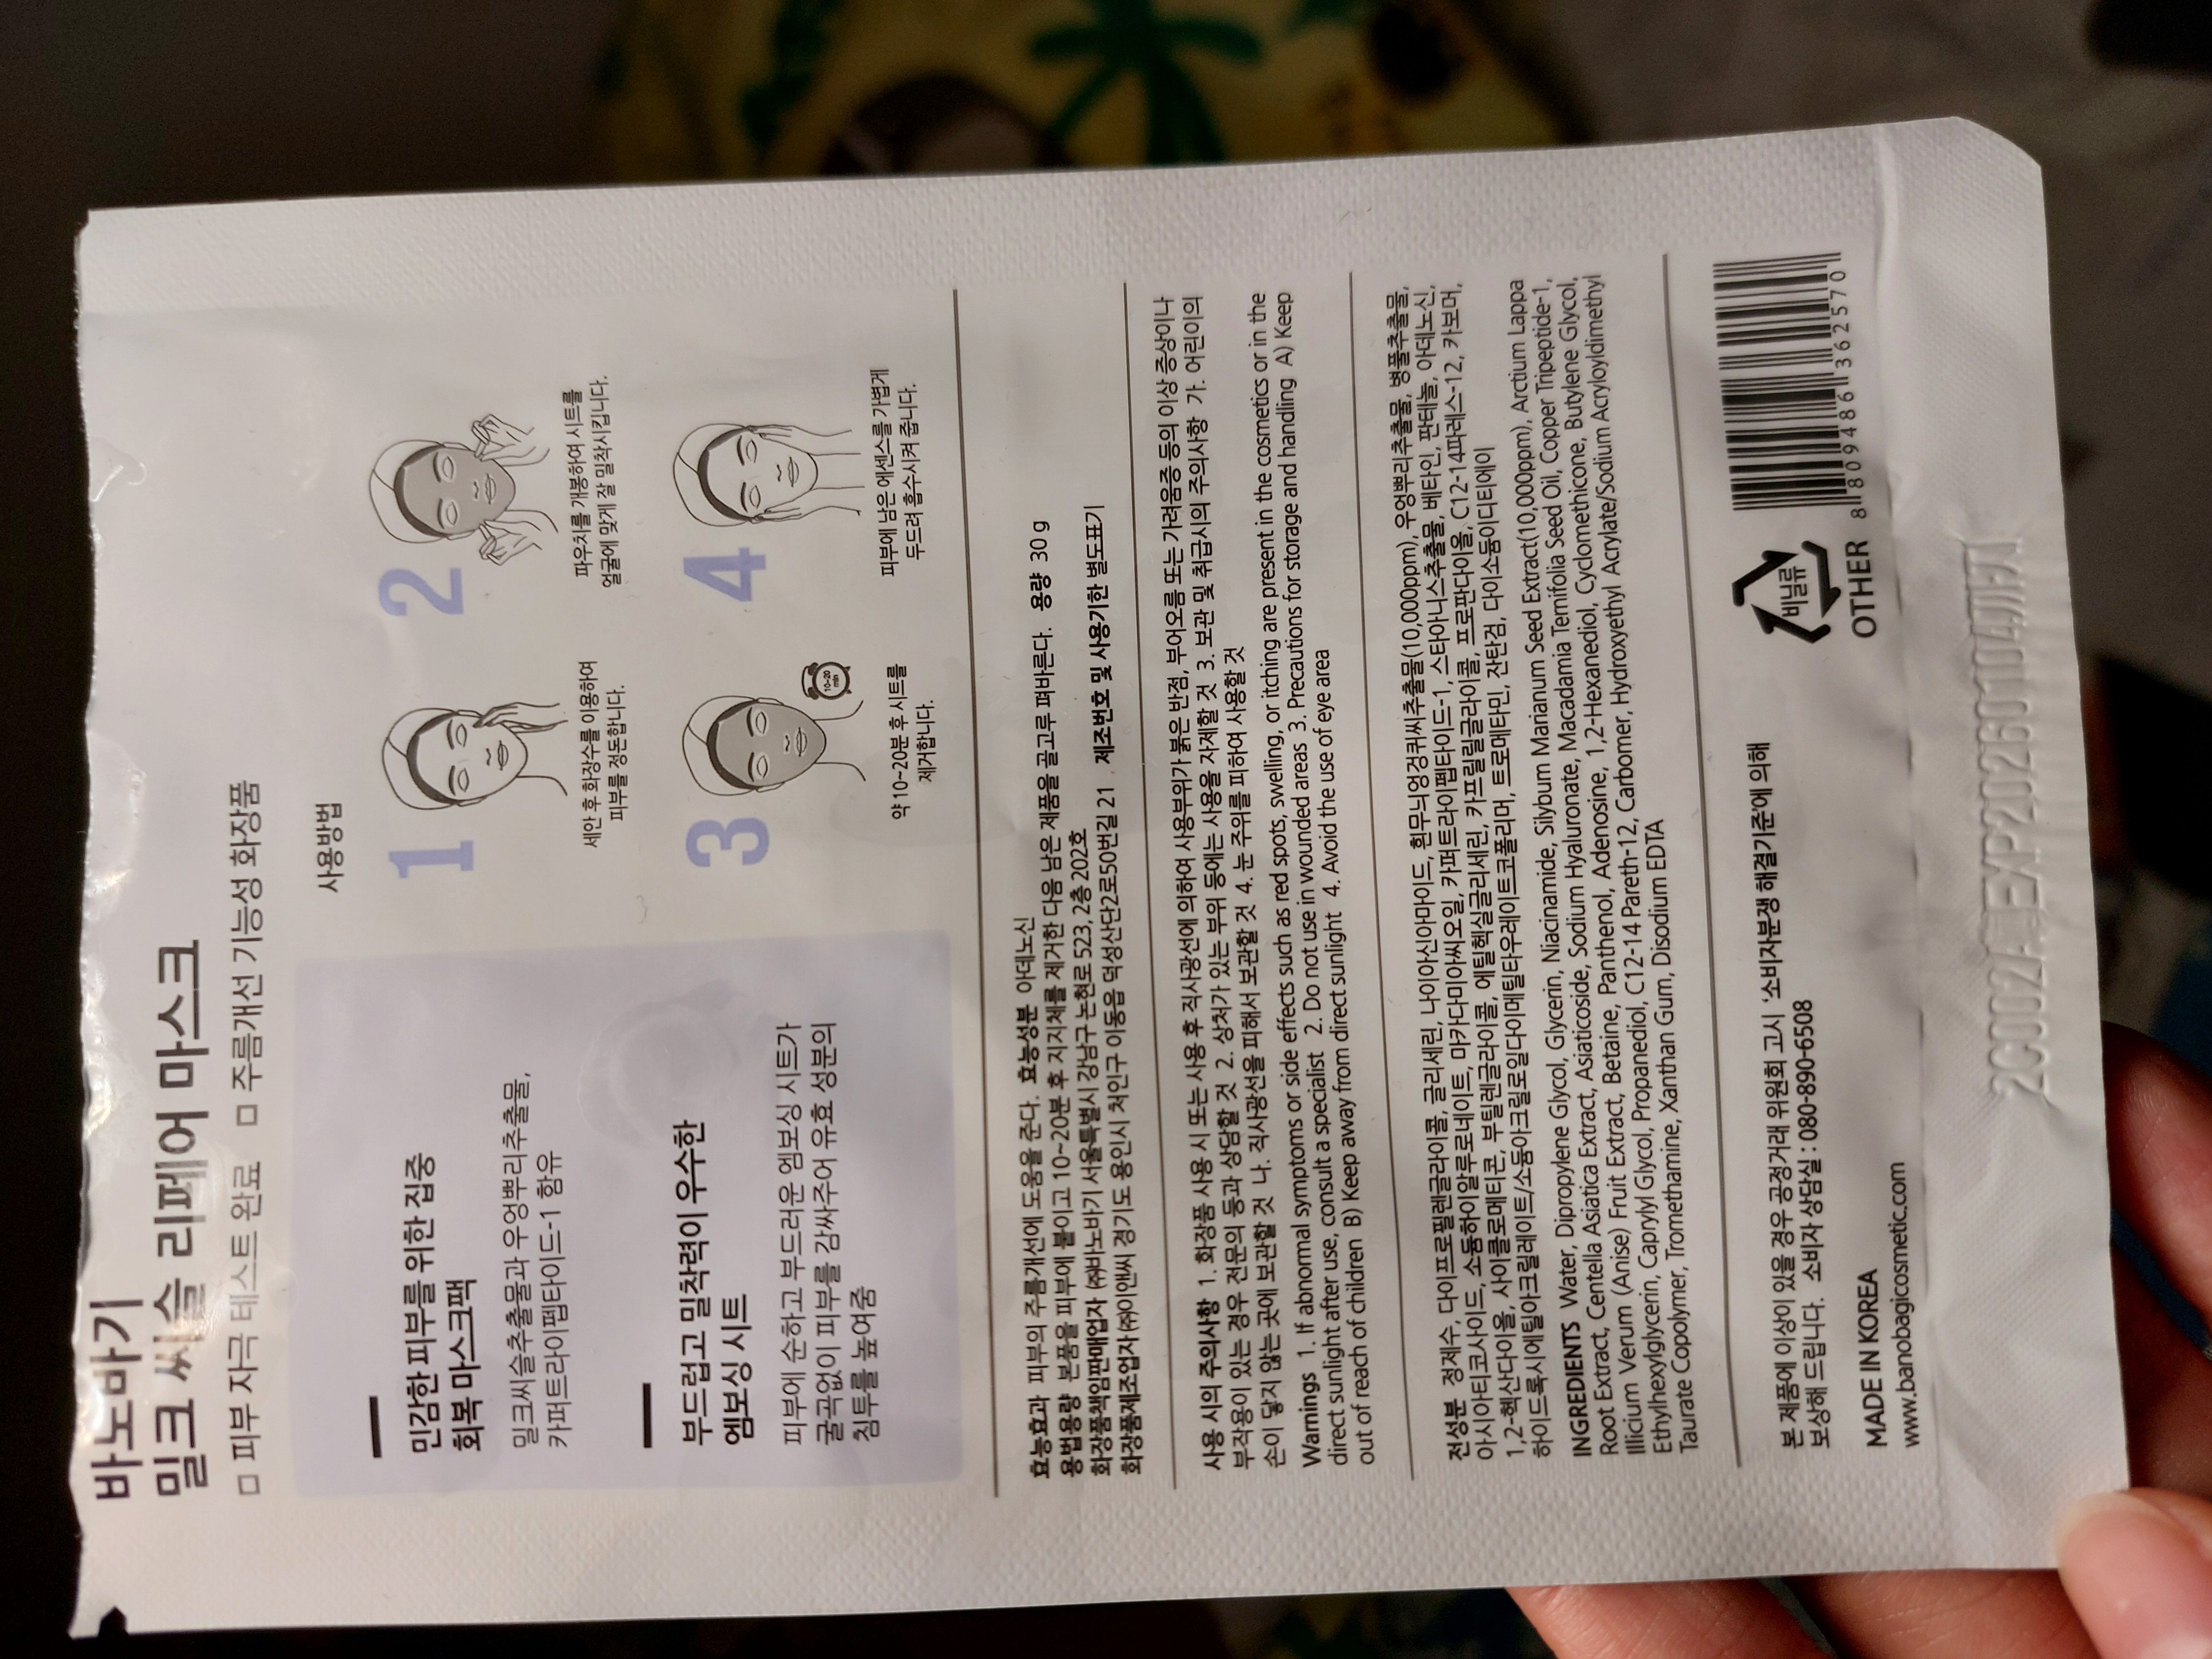 바노바기
밀크 씨슬 리페어 마스크
□ 피부 자극 테스트 완료 □ 주름개선 기능성 화장품
민감한 피부를 위한 집중
회복 마스크팩
밀크씨슬추출물과 우엉뿌리추출물,
카퍼트라이펩타이드-1 함유
부드럽고 밀착력이 우수한
엠보싱 시트
피부에 순하고 부드러운 엠보싱 시트가
굴곡없이 피부를 감싸주어 유효 성분의
침투를 높여줌
사용방법
1
세안 후 화장수를 이용하여
피부를 정돈합니다.
2
파우치를 개봉하여 시트를
얼굴에 맞게 잘 밀착시킵니다.
3
10~20
min
약 10~20분 후 시트를
제거합니다.
4
피부에 남은 에센스를 가볍게
두드려 흡수시켜 줍니다.
효능효과 피부의 주름개선에 도움을 준다. 효능성분 아데노신
용법용량 본품을 피부에 붙이고 10~20분 후 지지체를 제거한 다음 남은 제품을 골고루 펴바른다. 용량 30 g
화장품책임판매업자 ㈜바노바기 서울특별시 강남구 논현로 523, 2층 202호
화장품제조업자 ㈜이앤씨 경기도 용인시 처인구 이동읍 덕성산단2로50번길 21 제조번호 및 사용기한 별도표기
사용 시의 주의사항 1. 화장품 사용 시 또는 사용 후 직사광선에 의하여 사용부위가 붉은 반점, 부어오름 또는 가려움증 등의 이상 증상이나
부작용이 있는 경우 전문의 등과 상담할 것 2. 상처가 있는 부위 등에는 사용을 자제할 것 3. 보관 및 취급시의 주의사항 가. 어린이의
손이 닿지 않는 곳에 보관할 것 나. 직사광선을 피해서 보관할 것 4. 눈 주위를 피하여 사용할 것
Warnings 1. If abnormal symptoms or side effects such as red spots, swelling, or itching are present in the cosmetics or in the
direct sunlight after use, consult a specialist 2. Do not use in wounded areas 3. Precautions for storage and handling A) Keep
out of reach of children B) Keep away from direct sunlight 4. Avoid the use of eye area
전성분 정제수, 다이프로필렌글라이콜, 글리세린, 나이아신아마이드, 흰무늬엉겅퀴씨추출물(10,000ppm), 우엉뿌리추출물, 병풀추출물,
아시아티코사이드, 소듐하이알루로네이트, 마카다미아씨오일, 카퍼트라이펩타이드-1, 스타아니스추출물, 베타인, 판테놀, 아데노신,
1,2-헥산다이올, 사이클로메티콘, 부틸렌글라이콜, 에틸헥실글리세린, 카프릴릴글라이콜, 프로판다이올, C12-14파레스-12, 카보머,
하이드록시에틸아크릴레이트/소듐아크릴로일다이메틸타우레이트코폴리머, 트로메타민, 잔탄검, 다이소듐이디티에이
INGREDIENTS Water, Dipropylene Glycol, Glycerin, Niacinamide, Silybum Marianum Seed Extract(10,000ppm), Arctium Lappa
Root Extract, Centella Asiatica Extract, Asiaticoside, Sodium Hyaluronate, Macadamia Ternifolia Seed Oil, Copper Tripeptide-1,
Illicium Verum (Anise) Fruit Extract, Betaine, Panthenol, Adenosine, 1,2-Hexanediol, Cyclomethicone, Butylene Glycol,
Ethylhexylglycerin, Caprylyl Glycol, Propanediol, C12-14 Pareth-12, Carbomer, Hydroxyethyl Acrylate/Sodium Acryloyldimethyl
Taurate Copolymer, Tromethamine, Xanthan Gum, Disodium EDTA
본 제품에 이상이 있을 경우 공정거래 위원회 고시 '소비자분쟁 해결기준'에 의해
보상해 드립니다. 소비자 상담실 : 080-890-6508
MADE IN KOREA
www.banobagicosmetic.com
비닐류
OTHER
8 809486 362570
EXP20260104까지